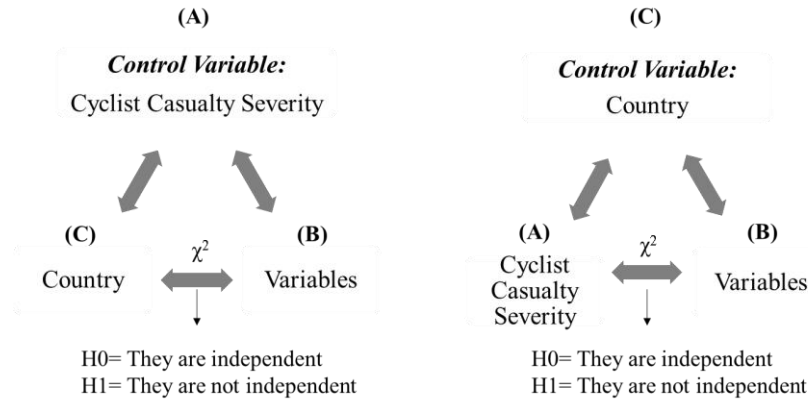 (A)
Control Variable:
Cyclist Casualty Severity
(C)
(B)
χ²
Country
Variables
H0= They are independent
H1= They are not independent
(C)
Control Variable:
Country
(A)
(B)
χ²
Cyclist
Casualty
Severity
Variables
H0= They are independent
H1= They are not independent